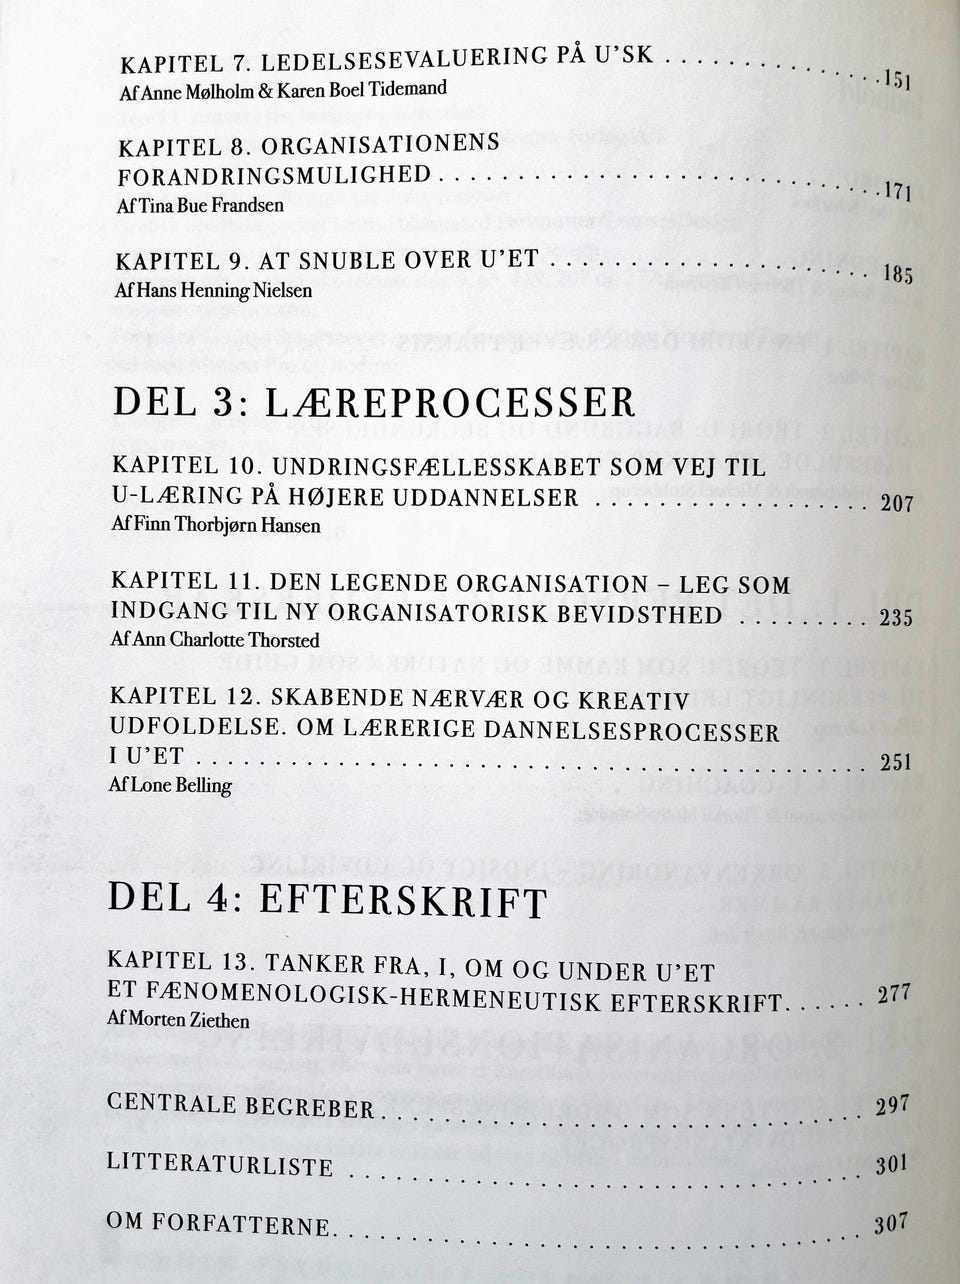 KAPITEL 7. LEDELSESEVALUERING PÅ U'SK . . . . . . . . . . . . . . . . . 151
Af Anne Mølholm & Karen Boel Tidemand
KAPITEL 8. ORGANISATIONENS
FORANDRINGSMULIGHED . . . . . . . . . . . . . . . . . . . . . . . . . . . . . . . . . 171
Af Tina Bue Frandsen
KAPITEL 9. AT SNUBLE OVER U'ET . . . . . . . . . . . . . . . . . . . . . . . . . 185
Af Hans Henning Nielsen
DEL 3: LÆREPROCESSER
KAPITEL 10. UNDRINGSFÆLLESSKABET SOM VEJ TIL
U-LÆRING PÅ HØJERE UDDANNELSER . . . . . . . . . . . . . . . . . . 207
Af Finn Thorbjørn Hansen
KAPITEL 11. DEN LEGENDE ORGANISATION – LEG SOM
INDGANG TIL NY ORGANISATORISK BEVIDSTHED . . . . . . . . . 235
Af Ann Charlotte Thorsted
KAPITEL 12. SKABENDE NÆRVÆR OG KREATIV
UDFOLDELSE. OM LÆRERIGE DANNELSESPROCESSER
I U'ET . . . . . . . . . . . . . . . . . . . . . . . . . . . . . . . . . . . . . . . . . . . . . . . . . . . 251
Af Lone Belling
DEL 4: EFTERSKRIFT
KAPITEL 13. TANKER FRA, I, OM OG UNDER U'ET
ET FÆNOMENOLOGISK-HERMENEUTISK EFTERSKRIFT. . . . . . 277
Af Morten Ziethen
CENTRALE BEGREBER . . . . . . . . . . . . . . . . . . . . . . . . . . . . . . . . . . . . . 297
LITTERATURLISTE . . . . . . . . . . . . . . . . . . . . . . . . . . . . . . . . . . . . . . . . 301
OM FORFATTERNE. . . . . . . . . . . . . . . . . . . . . . . . . . . . . . . . . . . . . . . . . 307